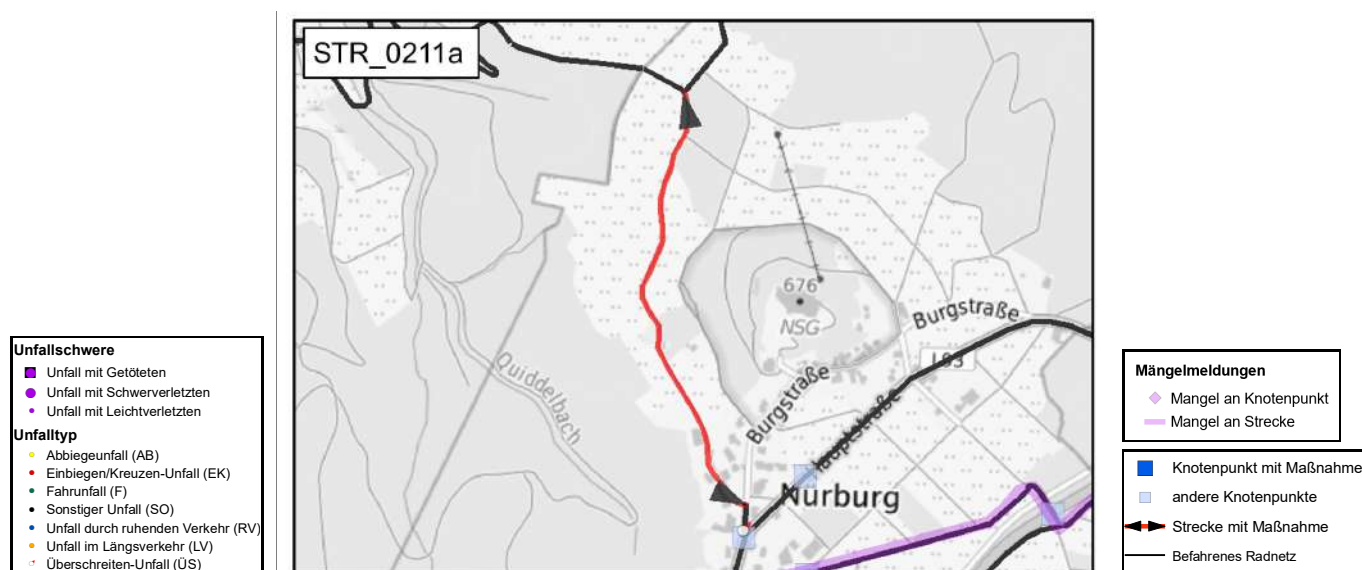 STR_0211a
676
NSG
Burgstraße
L93
Quiddelbach
Burgstraße
Hauptstraße
Nürburg
Unfallschwere
Unfall mit Getöteten
Unfall mit Schwerverletzten
Unfall mit Leichtverletzten
Unfalltyp
Abbiegeunfall (AB)
Einbiegen/Kreuzen-Unfall (EK)
Fahrunfall (F)
Sonstiger Unfall (SO)
Unfall durch ruhenden Verkehr (RV)
Unfall im Längsverkehr (LV)
Überschreiten-Unfall (ÜS)
Mängelmeldungen
Mangel an Knotenpunkt
Mangel an Strecke
Knotenpunkt mit Maßnahme
andere Knotenpunkte
Strecke mit Maßnahme
Befahrenes Radnetz